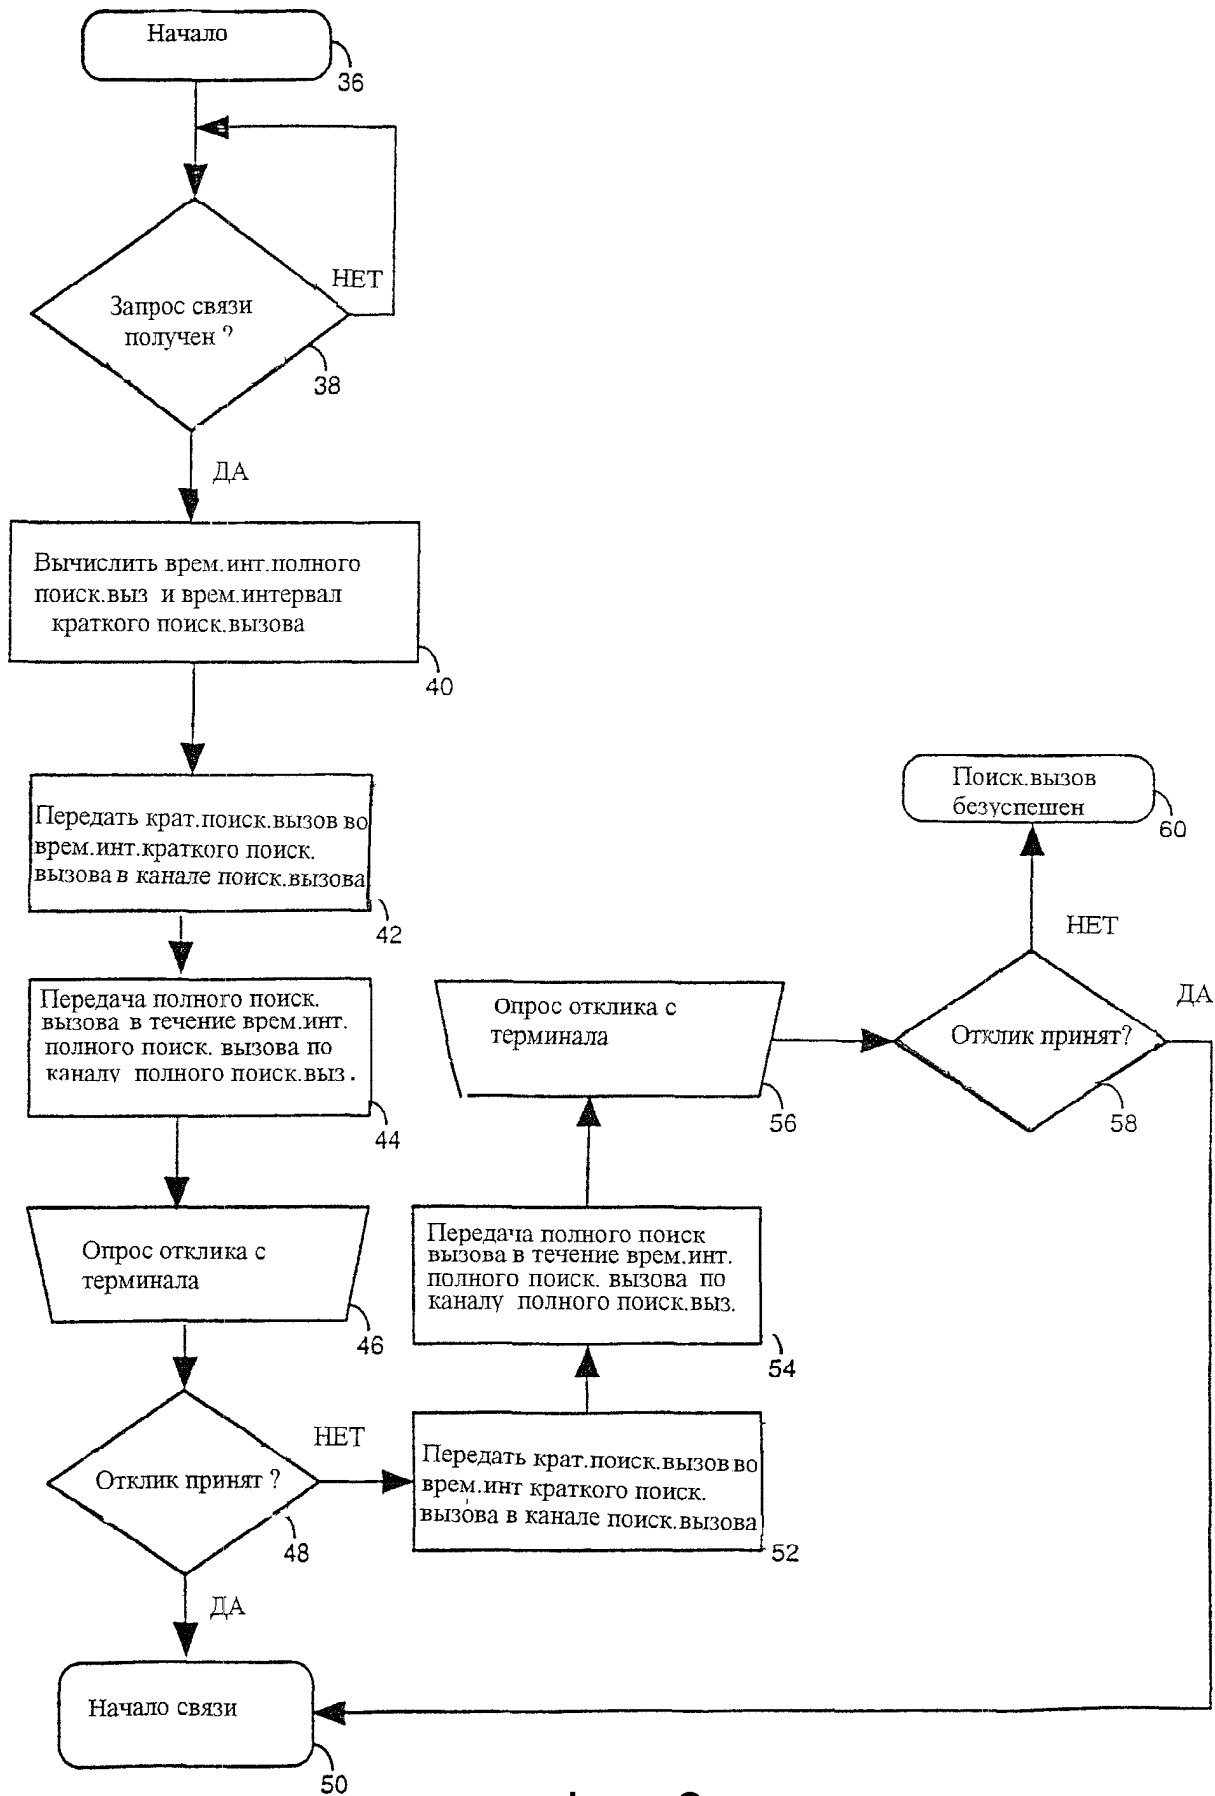 Начало
36
НЕТ
Запрос связи
получен ?
38
ДА
Вычислить врем.инт.полного
поиск.выз и врем.интервал
краткого поиск.вызова
40
Передать крат.поиск.вызов во
врем.инт.краткого поиск.
вызова в канале поиск.вызова
42
Передача полного поиск.
вызова в течение врем.инт.
полного поиск. вызова по
каналу полного поиск.выз.
44
Опрос отклика с
терминала
46
НЕТ
Отклик принят ?
48
ДА
Начало связи
50
Передать крат.поиск.вызов во
врем.инт краткого поиск.
вызова в канале поиск.вызова
52
Передача полного поиск
вызова в течение врем.инт.
полного поиск. вызова по
каналу полного поиск.выз.
54
Опрос отклика с
терминала
56
Отклик принят?
58
НЕТ
ДА
Поиск.вызов
безуспешен
60